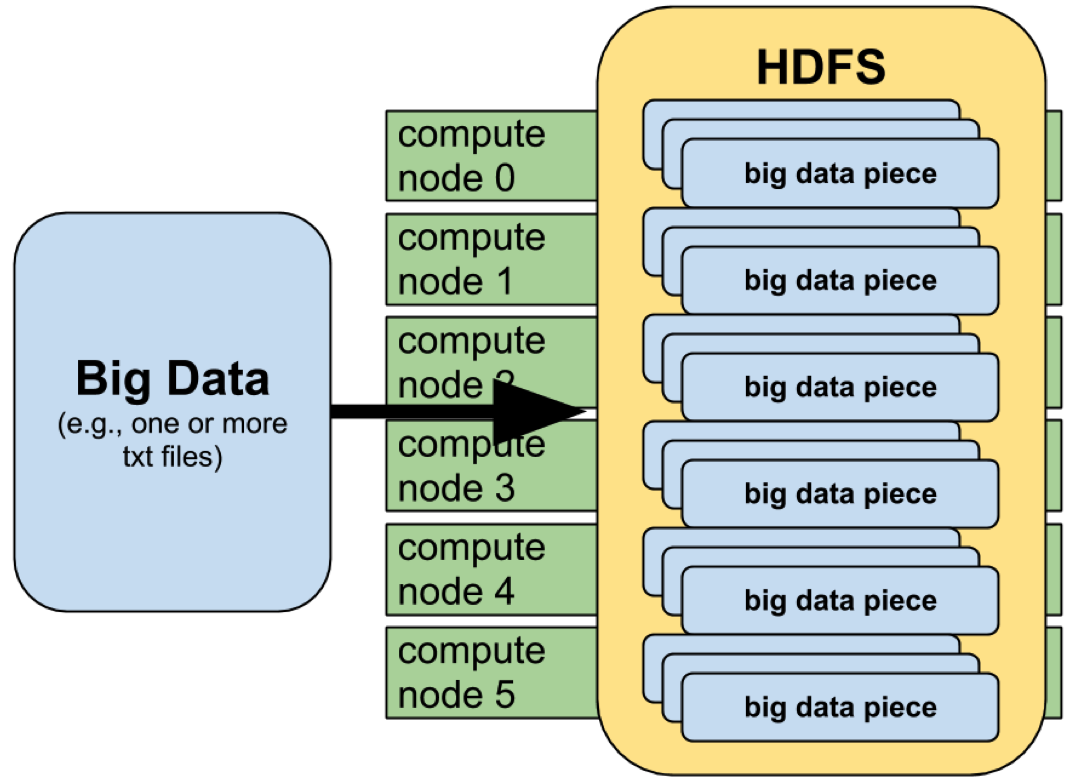 HDFS
compute
node 0
big data piece
compute
node 1
big data piece
compute
node 2
big data piece
Big Data
(e.g., one or more
txt files)
compute
node 3
big data piece
compute
node 4
big data piece
compute
node 5
big data piece